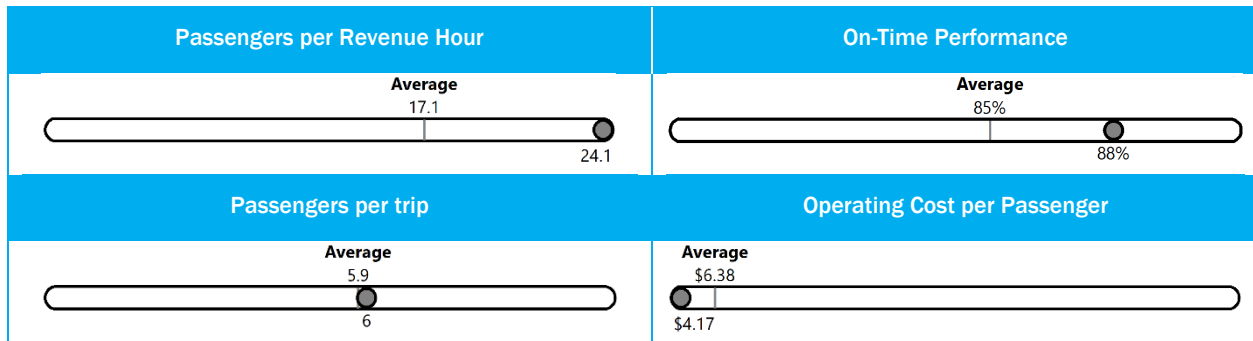 Passengers per Revenue Hour
On-Time Performance
Average
17.1
24.1
Average
85%
88%
Passengers per trip
Operating Cost per Passenger
Average
5.9
6
Average
$6.38
$4.17